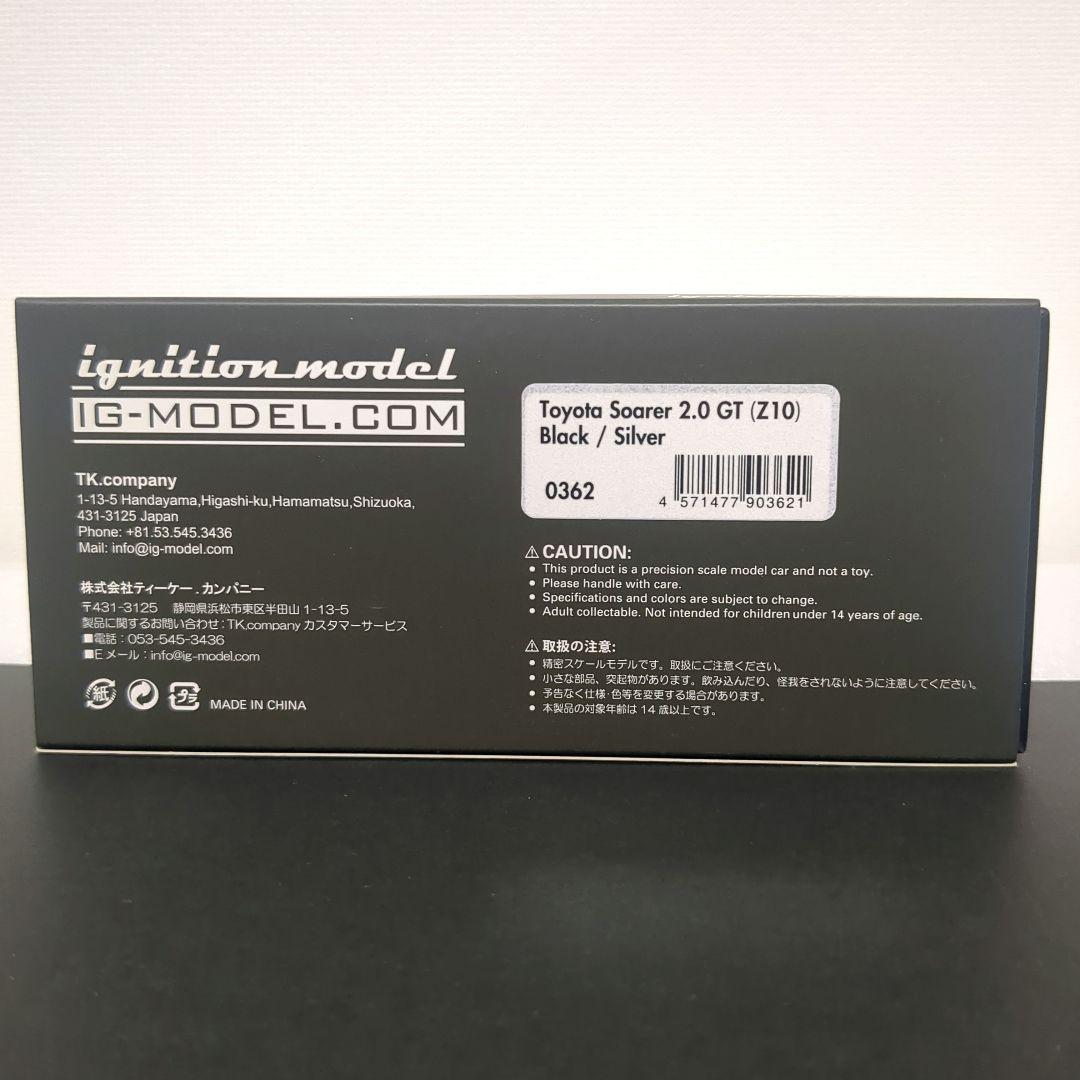 ignition model
IG-MODEL.COM
TK.company
1-13-5 Handayama,Higashi-ku,Hamamatsu,Shizuoka,
431-3125 Japan
Phone: +81.53.545.3436
Mail: info@ig-model.com
株式会社ティーケー.カンパニー
〒431-3125 静岡県浜松市東区半田山1-13-5
製品に関するお問い合わせ:TK.companyカスタマーサービス
■電話:053-545-3436
■Eメール:info@ig-model.com
紙
プラ
MADE IN CHINA
Toyota Soarer 2.0 GT (Z10)
Black / Silver
0362
4 571477 903621
⚠ CAUTION:
• This product is a precision scale model car and not a toy.
• Please handle with care.
• Specifications and colors are subject to change.
• Adult collectable. Not intended for children under 14 years of age.
⚠ 取扱の注意:
• 精密スケールモデルです。取扱にご注意ください。
• 小さな部品、突起物があります。飲み込んだり、怪我をされないように注意してください。
• 予告なく仕様・色等を変更する場合があります。
• 本製品の対象年齢は14歳以上です。